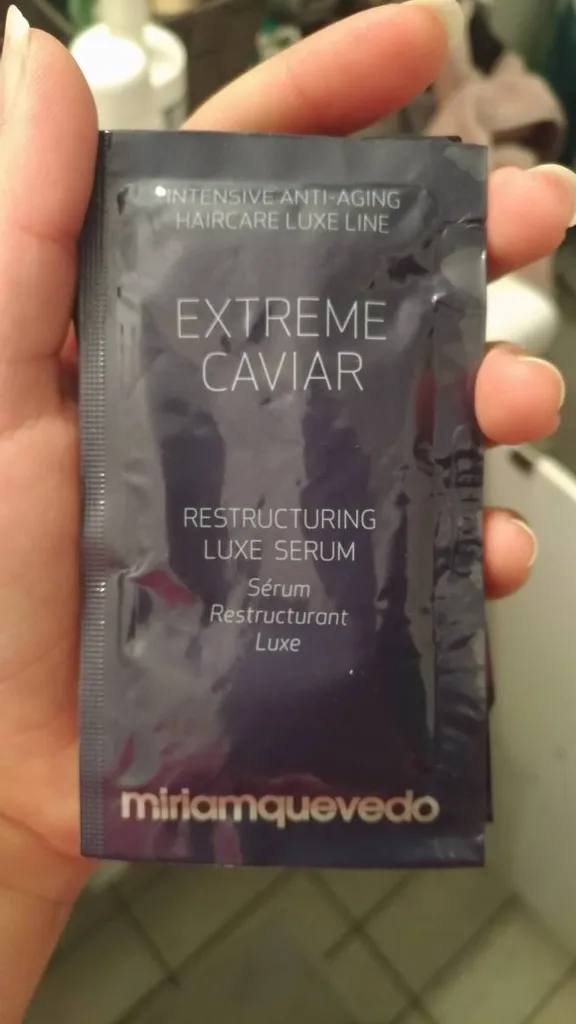 INTENSIVE ANTI-AGING
HAIRCARE LUXE LINE
EXTREME
CAVIAR
RESTRUCTURING
LUXE SERUM
Sérum
Restructurant
Luxe
miriamquevedo